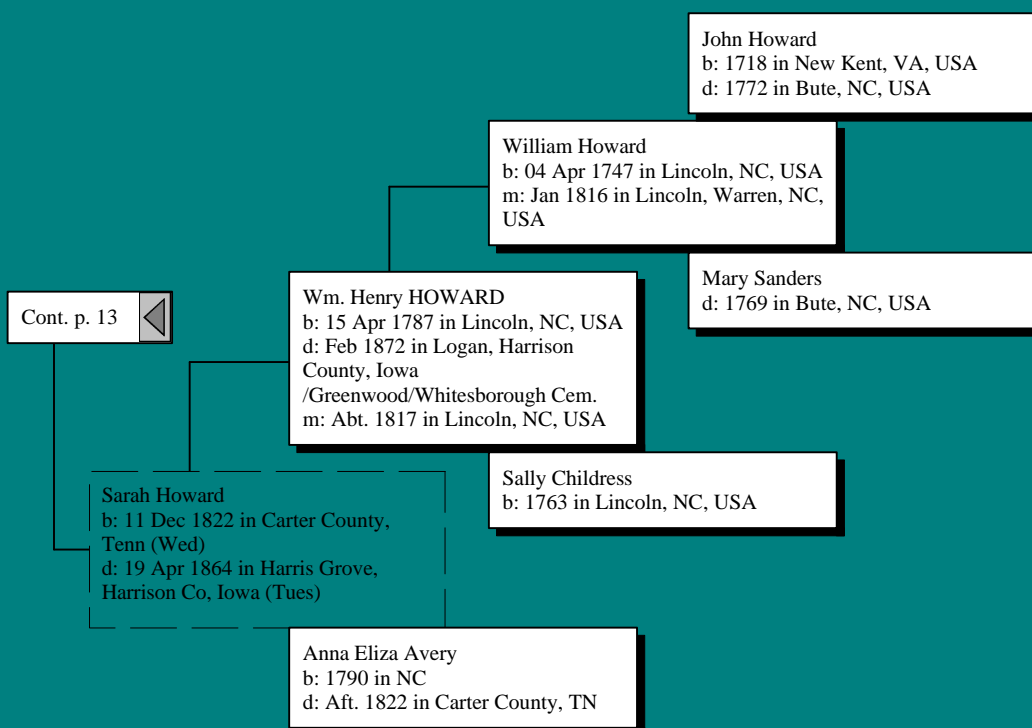 John Howard
b: 1718 in New Kent, VA, USA
d: 1772 in Bute, NC, USA
William Howard
b: 04 Apr 1747 in Lincoln, NC, USA
m: Jan 1816 in Lincoln, Warren, NC,
USA
Mary Sanders
d: 1769 in Bute, NC, USA
Wm. Henry HOWARD
b: 15 Apr 1787 in Lincoln, NC, USA
d: Feb 1872 in Logan, Harrison
County, Iowa
/Greenwood/Whitesborough Cem.
m: Abt. 1817 in Lincoln, NC, USA
Cont. p. 13
Sally Childress
b: 1763 in Lincoln, NC, USA
Sarah Howard
b: 11 Dec 1822 in Carter County,
Tenn (Wed)
d: 19 Apr 1864 in Harris Grove,
Harrison Co, Iowa (Tues)
Anna Eliza Avery
b: 1790 in NC
d: Aft. 1822 in Carter County, TN